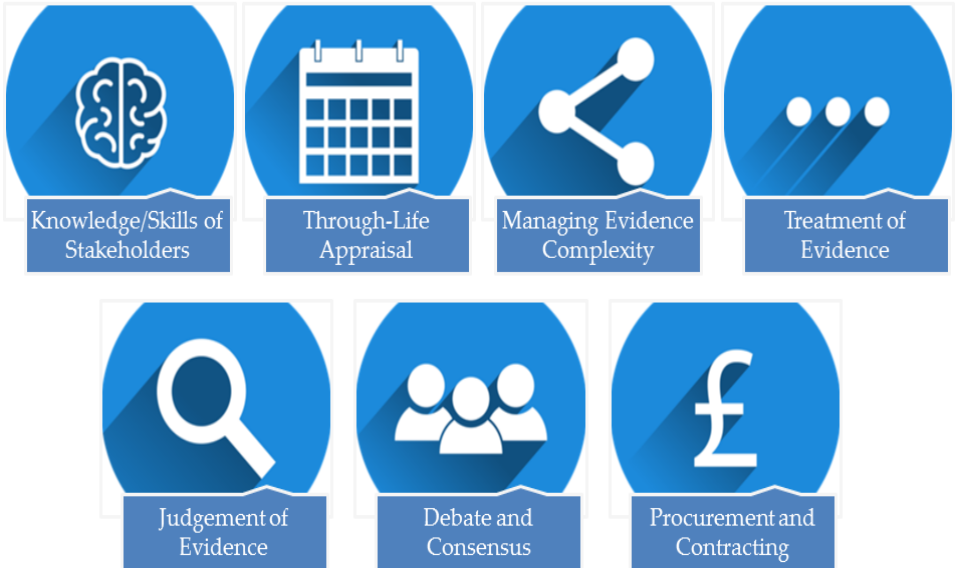 Knowledge/Skills of
Stakeholders
Through-Life
Appraisal
Managing Evidence
Complexity
Treatment of
Evidence
Judgement of
Evidence
Debate and
Consensus
£
Procurement and
Contracting